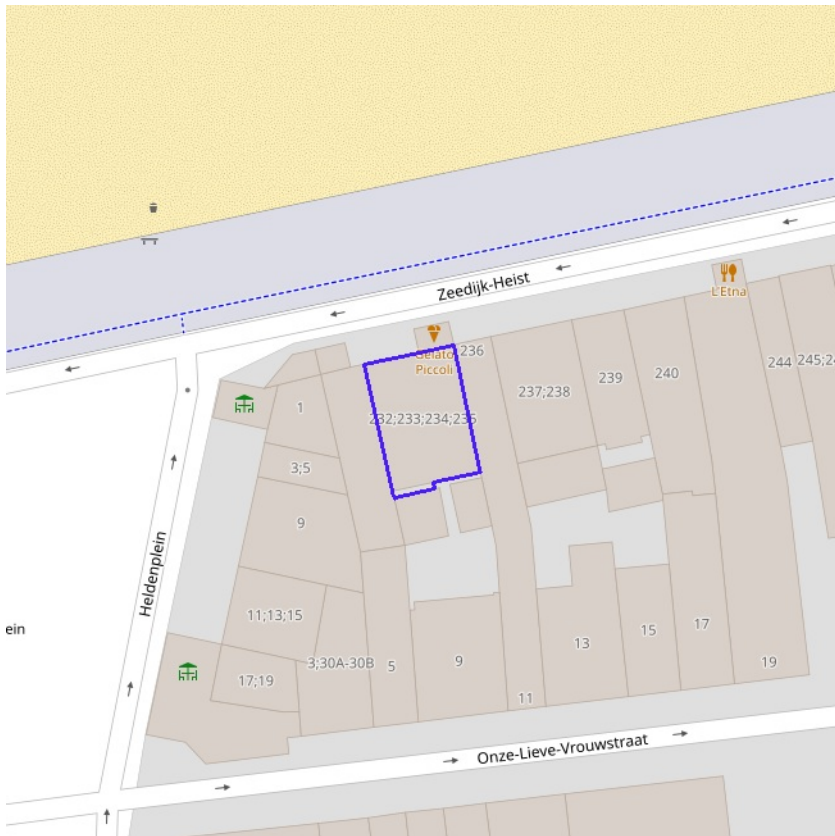 Zeedijk-Heist
L'Etna
Gelato
Piccoli
236
1
232;233;234;235
237;238
239
240
244
245;24
3;5
9
Heldenplein
ein
11;13;15
17;19
3;30A-30B
5
9
11
13
15
17
19
Onze-Lieve-Vrouwstraat